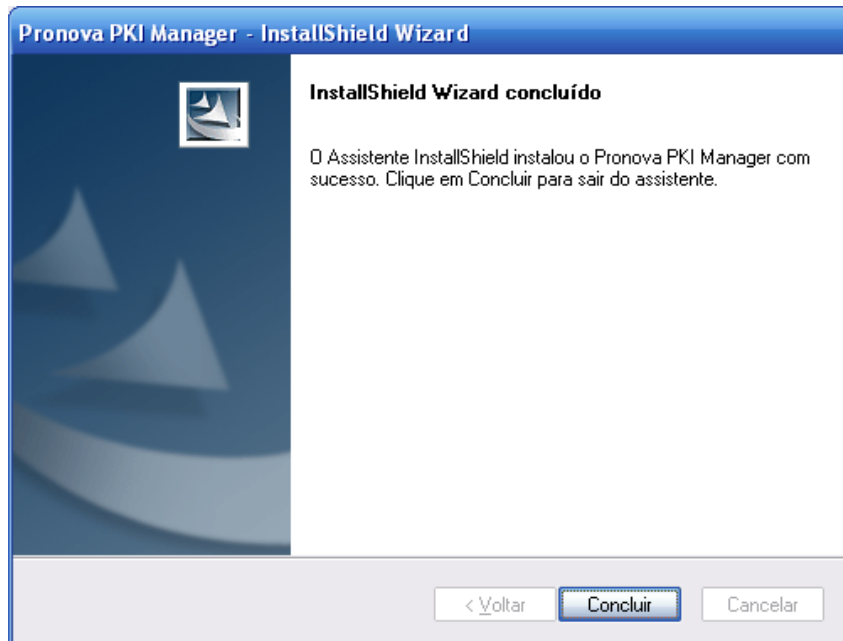 Pronova PKI Manager - InstallShield Wizard
InstallShield Wizard concluído
O Assistente InstallShield instalou o Pronova PKI Manager com
sucesso. Clique em Concluir para sair do assistente.
< Voltar
Concluir
Cancelar